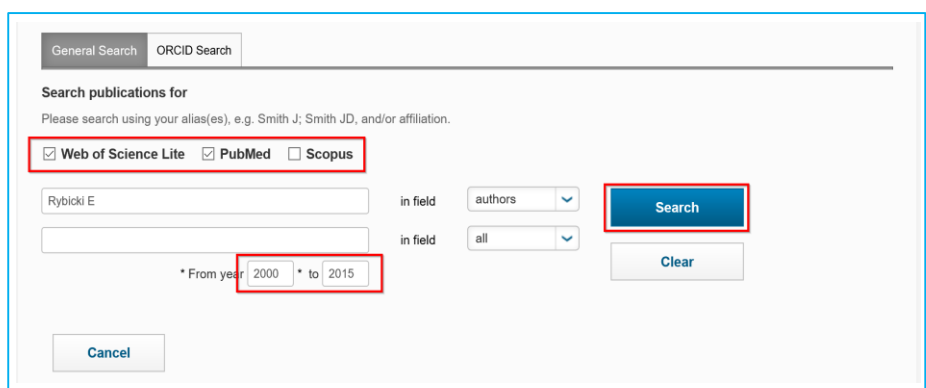 General Search ORCID Search
Search publications for
Please search using your alias(es), e.g. Smith J; Smith JD, and/or affiliation.
Web of Science Lite PubMed Scopus
Rybicki E in field authors Search
in field all Clear
* From year 2000 * to 2015
Cancel